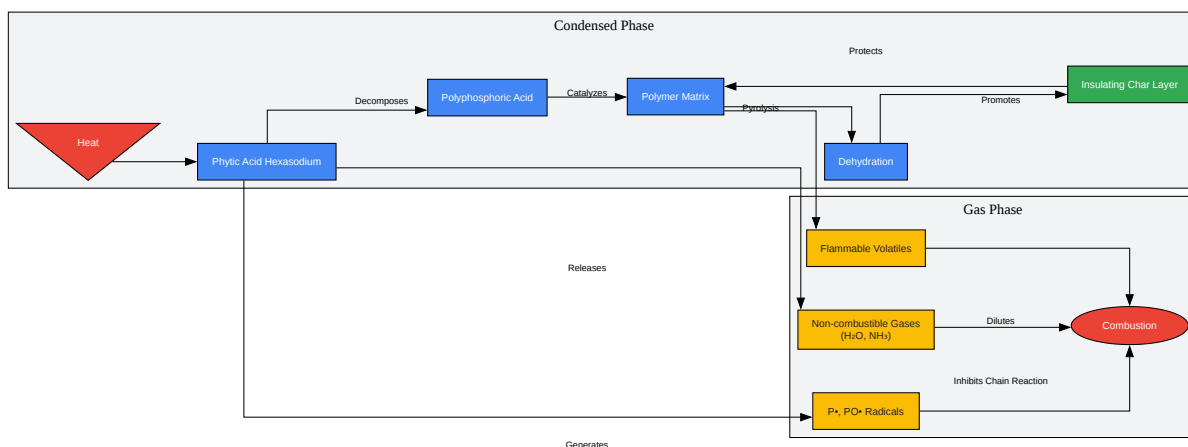 Condensed Phase
Protects
Insulating Char Layer
Polyphosphoric Acid
Catalyzes
Polymer Matrix
Decomposes
Promotes
Pyrolysis
Heat
Phytic Acid Hexasodium
Dehydration
Gas Phase
Flammable Volatiles
Releases
Non-combustible Gases
(H₂O, NH₃)
Dilutes
Combustion
Inhibits Chain Reaction
P•, PO• Radicals
Generates